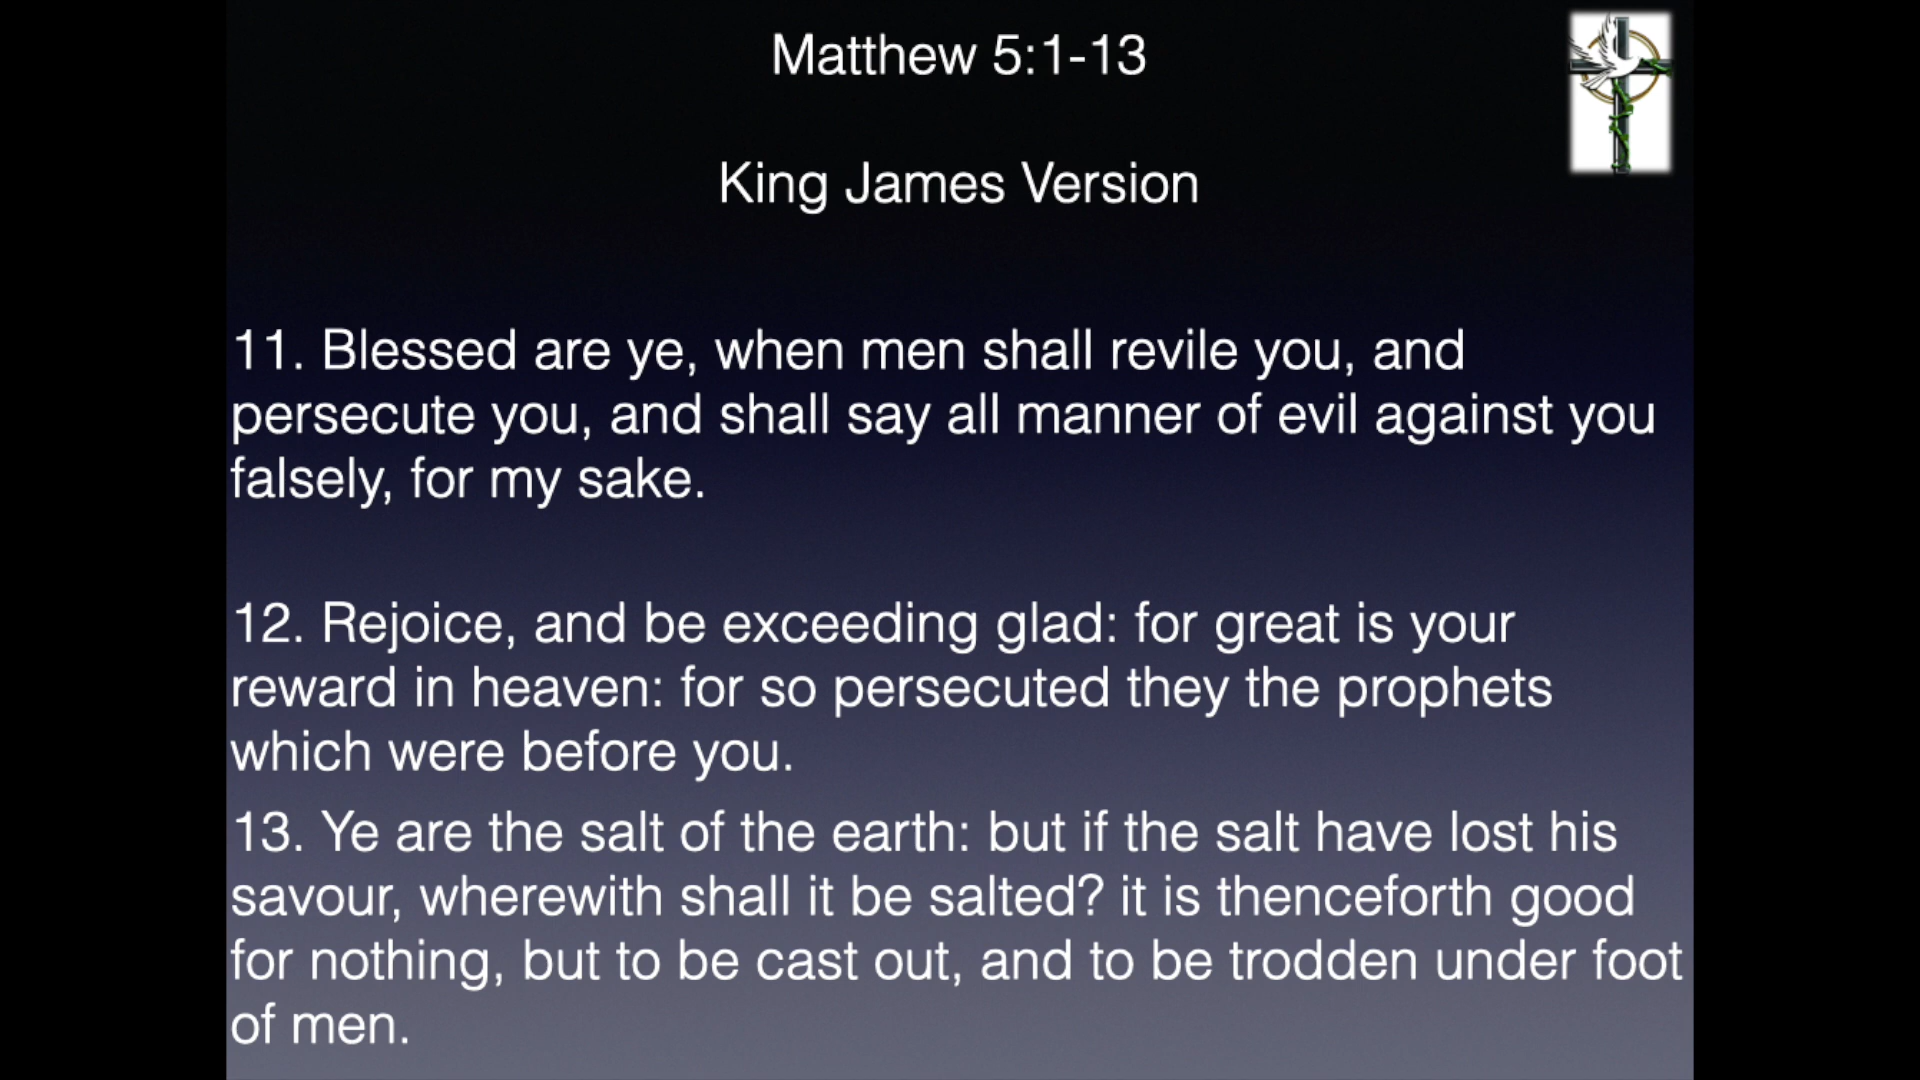 Matthew 5:1-13
King James Version
11. Blessed are ye, when men shall revile you, and
persecute you, and shall say all manner of evil against you
falsely, for my sake.
12. Rejoice, and be exceeding glad: for great is your
reward in heaven: for so persecuted they the prophets
which were before you.
13. Ye are the salt of the earth: but if the salt have lost his
savour, wherewith shall it be salted? it is thenceforth good
for nothing, but to be cast out, and to be trodden under foot
of men.